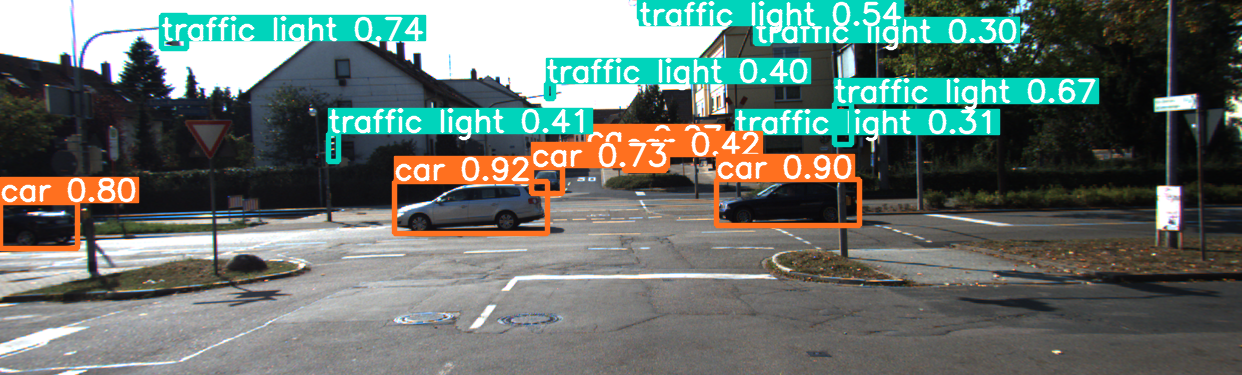 traffic light 0.54
traffic light 0.74
traffic light 0.30
traffic light 0.40
traffic light 0.67
traffic light 0.41
traffic light 0.31
car 0.42
car 0.73
car 0.92
car 0.90
car 0.80
30